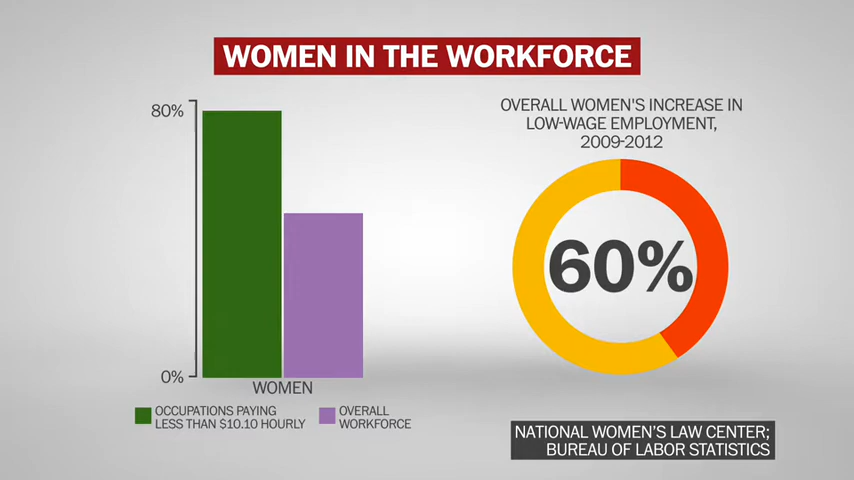 WOMEN IN THE WORKFORCE
80%
0%
WOMEN
OCCUPATIONS PAYING
LESS THAN $10.10 HOURLY
OVERALL
WORKFORCE
OVERALL WOMEN'S INCREASE IN
LOW-WAGE EMPLOYMENT,
2009-2012
60%
NATIONAL WOMEN'S LAW CENTER;
BUREAU OF LABOR STATISTICS